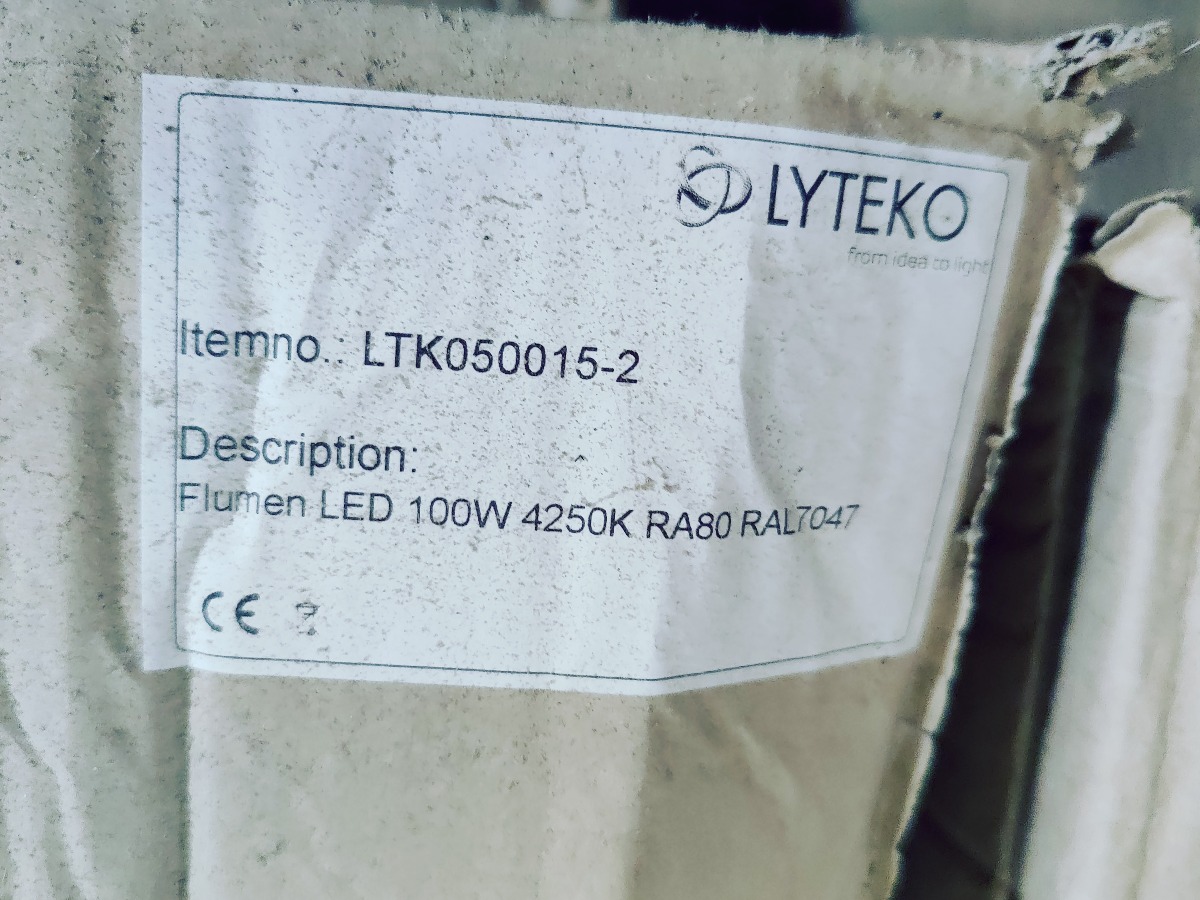 LYTEKO
from idea to light
Itemno.: LTK050015-2
Description:
Flumen LED 100W 4250K RA80 RAL7047
CE